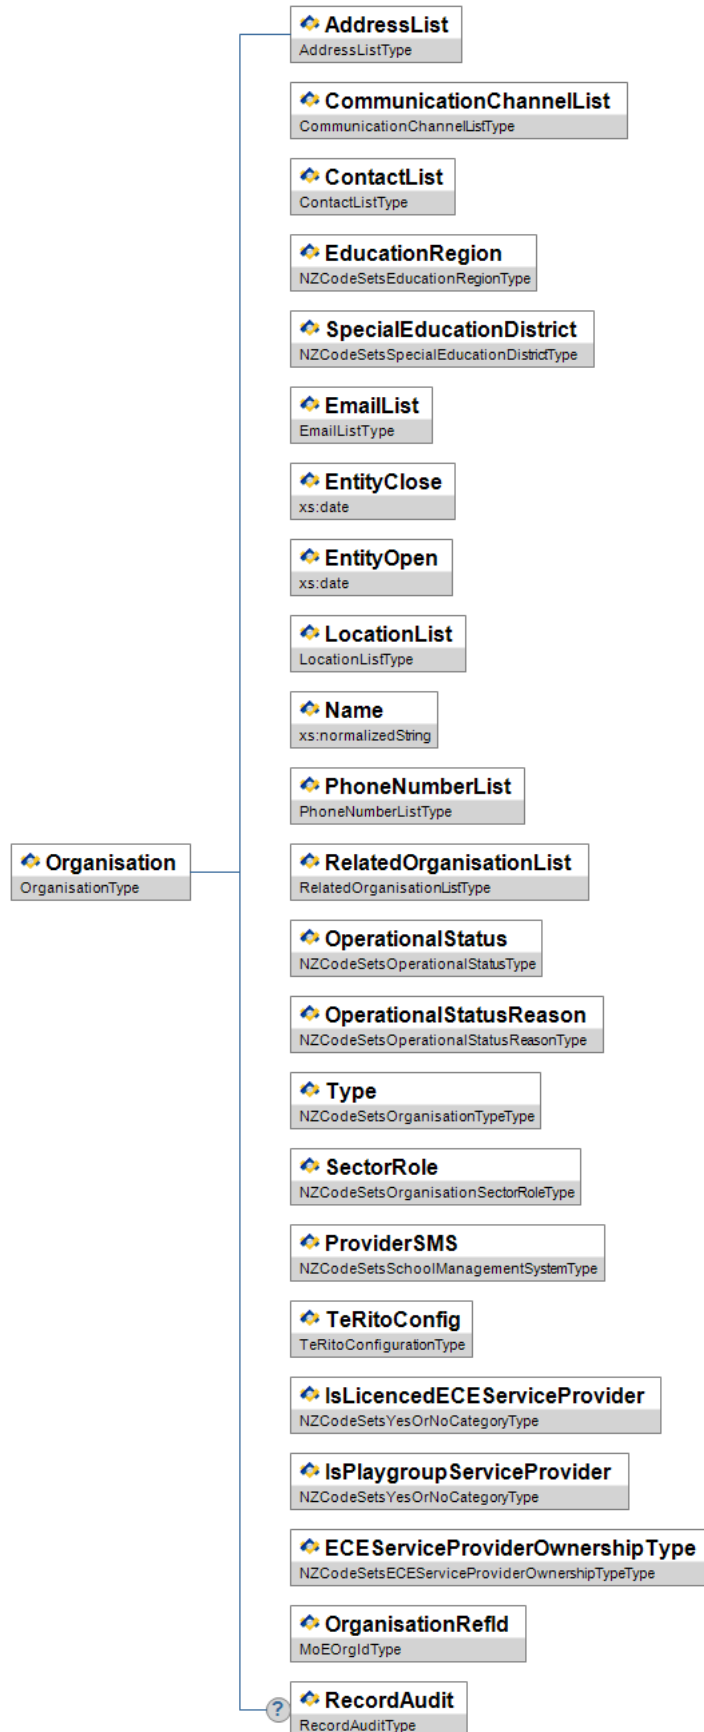 AddressList
AddressListType
CommunicationChannelList
CommunicationChannelListType
ContactList
ContactListType
EducationRegion
NZCodeSetsEducationRegionType
SpecialEducationDistrict
NZCodeSetsSpecialEducationDistrictType
EmailList
EmailListType
EntityClose
xs:date
EntityOpen
xs:date
LocationList
LocationListType
Name
xs:normalizedString
PhoneNumberList
PhoneNumberListType
Organisation
OrganisationType
RelatedOrganisationList
RelatedOrganisationListType
OperationalStatus
NZCodeSetsOperationalStatusType
OperationalStatusReason
NZCodeSetsOperationalStatusReasonType
Type
NZCodeSetsOrganisationTypeType
SectorRole
NZCodeSetsOrganisationSectorRoleType
ProviderSMS
NZCodeSetsSchoolManagementSystemType
TeRitoConfig
TeRitoConfigurationType
IsLicencedECEServiceProvider
NZCodeSetsYesOrNoCategoryType
IsPlaygroupServiceProvider
NZCodeSetsYesOrNoCategoryType
ECEServiceProviderOwnershipType
NZCodeSetsECEServiceProviderOwnershipTypeType
OrganisationRefId
MoEOrgIdType
? RecordAudit
RecordAuditType